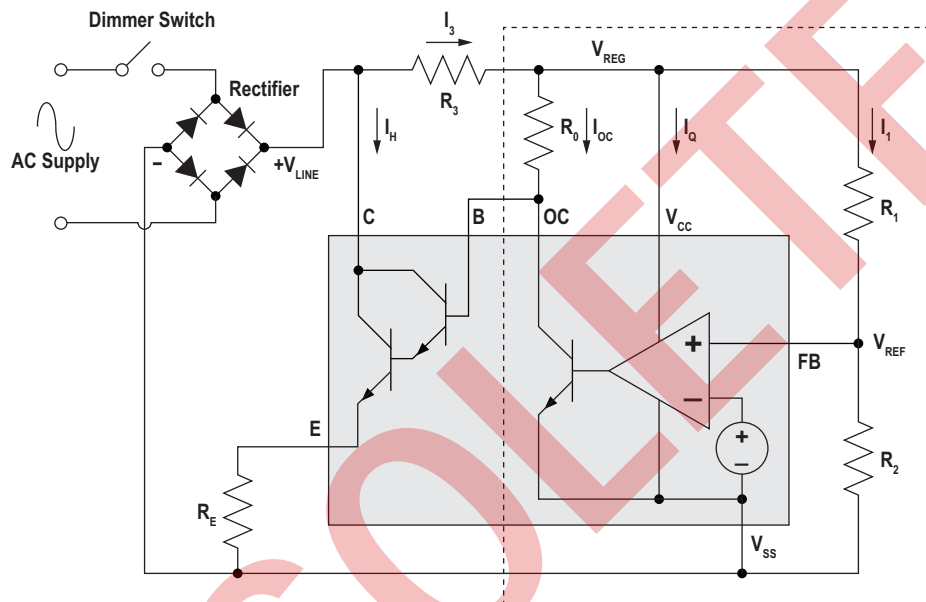 Dimmer Switch
I3
VREG
Rectifier
R3
R0
IOC
IQ
I1
IH
AC Supply
–
+VLINE
R1
C
B
OC
VCC
+
FB
VREF
–
+
–
E
R2
RE
VSS
OBSOLETE